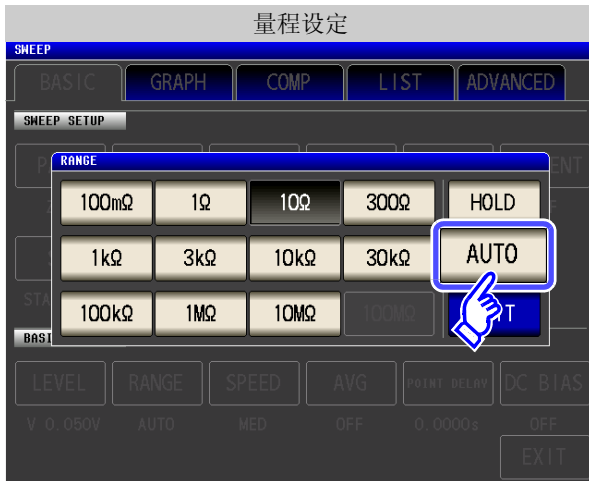 量程设定
SWEEP
BASIC GRAPH COMP LIST ADVANCED
SWEEP SETUP
RANGE
100mΩ 1Ω 10Ω 300Ω HOLD
1kΩ 3kΩ 10kΩ 30kΩ AUTO
100kΩ 1MΩ 10MΩ 100MΩ
LEVEL RANGE SPEED AVG POINT DELAY DC BIAS
V 0.050V AUTO MED OFF 0.0000s OFF
EXIT